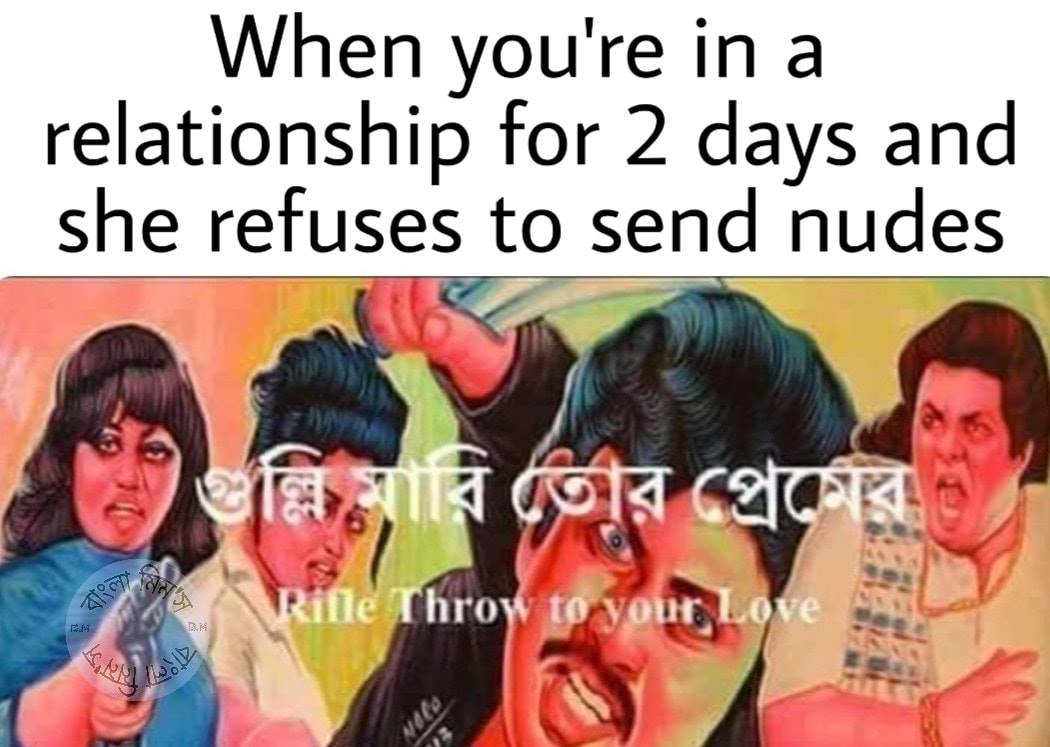 When you're in a
relationship for 2 days and
she refuses to send nudes
গুল্লি মারি তোর প্রেমের
Rifle Throw to your Love
বাংলা মিন'স
D.M
D.M
বাংলা মিন'স